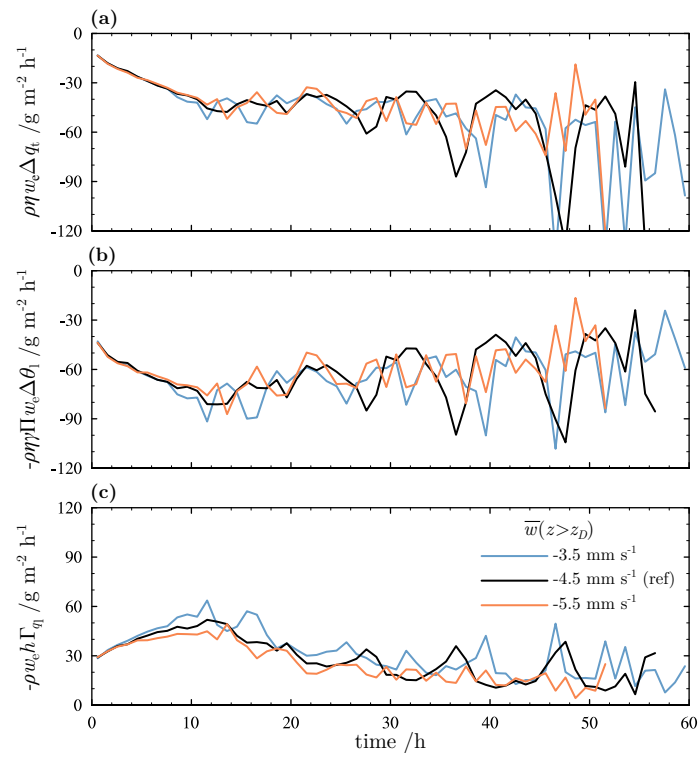 (a)
ρηw_eΔq_t /g m⁻² h⁻¹
0
-30
-60
-90
-120
(b)
-ρηγΠw_eΔθ_l /g m⁻² h⁻¹
0
-30
-60
-90
-120
(c)
-ρw_ehΓ_{q_l} /g m⁻² h⁻¹
120
90
60
30
0
w̅(z>z_D)
-3.5 mm s⁻¹
-4.5 mm s⁻¹ (ref)
-5.5 mm s⁻¹
0 10 20 30 40 50 60
time /h